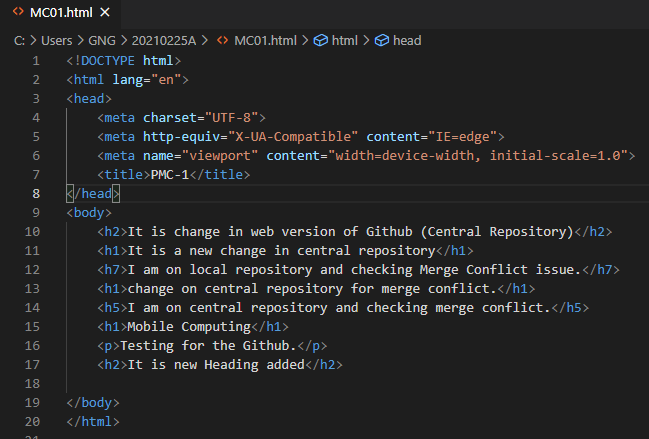 MC01.html ×
C: > Users > GNG > 20210225A > MC01.html > html > head
1 <!DOCTYPE html>
2 <html lang="en">
3 <head>
4     <meta charset="UTF-8">
5     <meta http-equiv="X-UA-Compatible" content="IE=edge">
6     <meta name="viewport" content="width=device-width, initial-scale=1.0">
7     <title>PMC-1</title>
8 </head>
9 <body>
10     <h2>It is change in web version of Github (Central Repository)</h2>
11     <h1>It is a new change in central repository</h1>
12     <h7>I am on local repository and checking Merge Conflict issue.</h7>
13     <h1>change on central repository for merge conflict.</h1>
14     <h5>I am on central repository and checking merge conflict.</h5>
15     <h1>Mobile Computing</h1>
16     <p>Testing for the Github.</p>
17     <h2>It is new Heading added</h2>
18
19 </body>
20 </html>
21